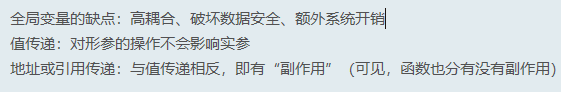 全局变量的缺点：高耦合、破坏数据安全、额外系统开销
值传递：对形参的操作不会影响实参
地址或引用传递：与值传递相反，即有“副作用”（可见，函数也分有没有副作用）